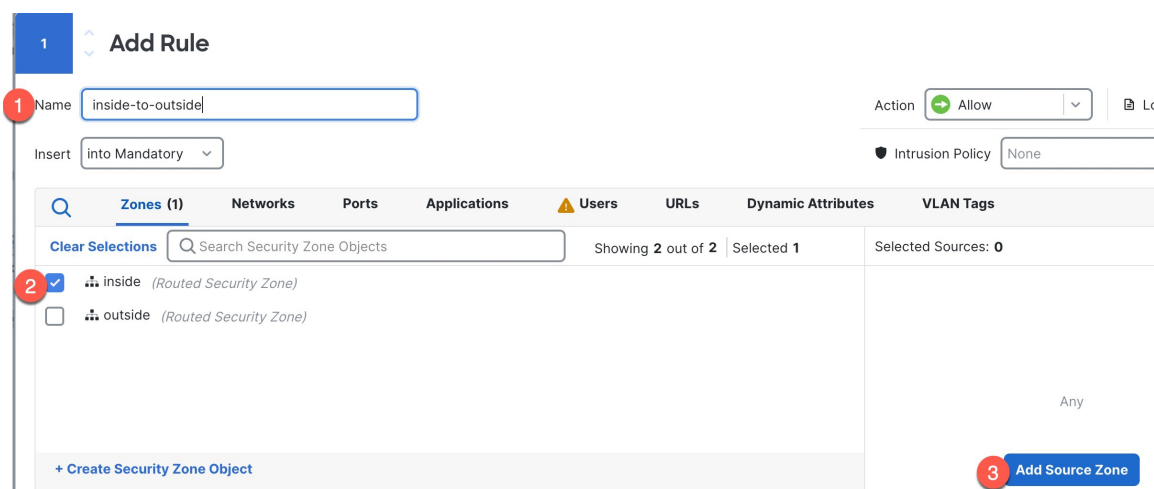 1 Add Rule
1 Name inside-to-outside Action Allow
Insert into Mandatory Intrusion Policy None
Zones (1) Networks Ports Applications Users URLs Dynamic Attributes VLAN Tags
Clear Selections Search Security Zone Objects Showing 2 out of 2 Selected 1 Selected Sources: 0
2 inside (Routed Security Zone)
outside (Routed Security Zone)
Any
+ Create Security Zone Object 3 Add Source Zone